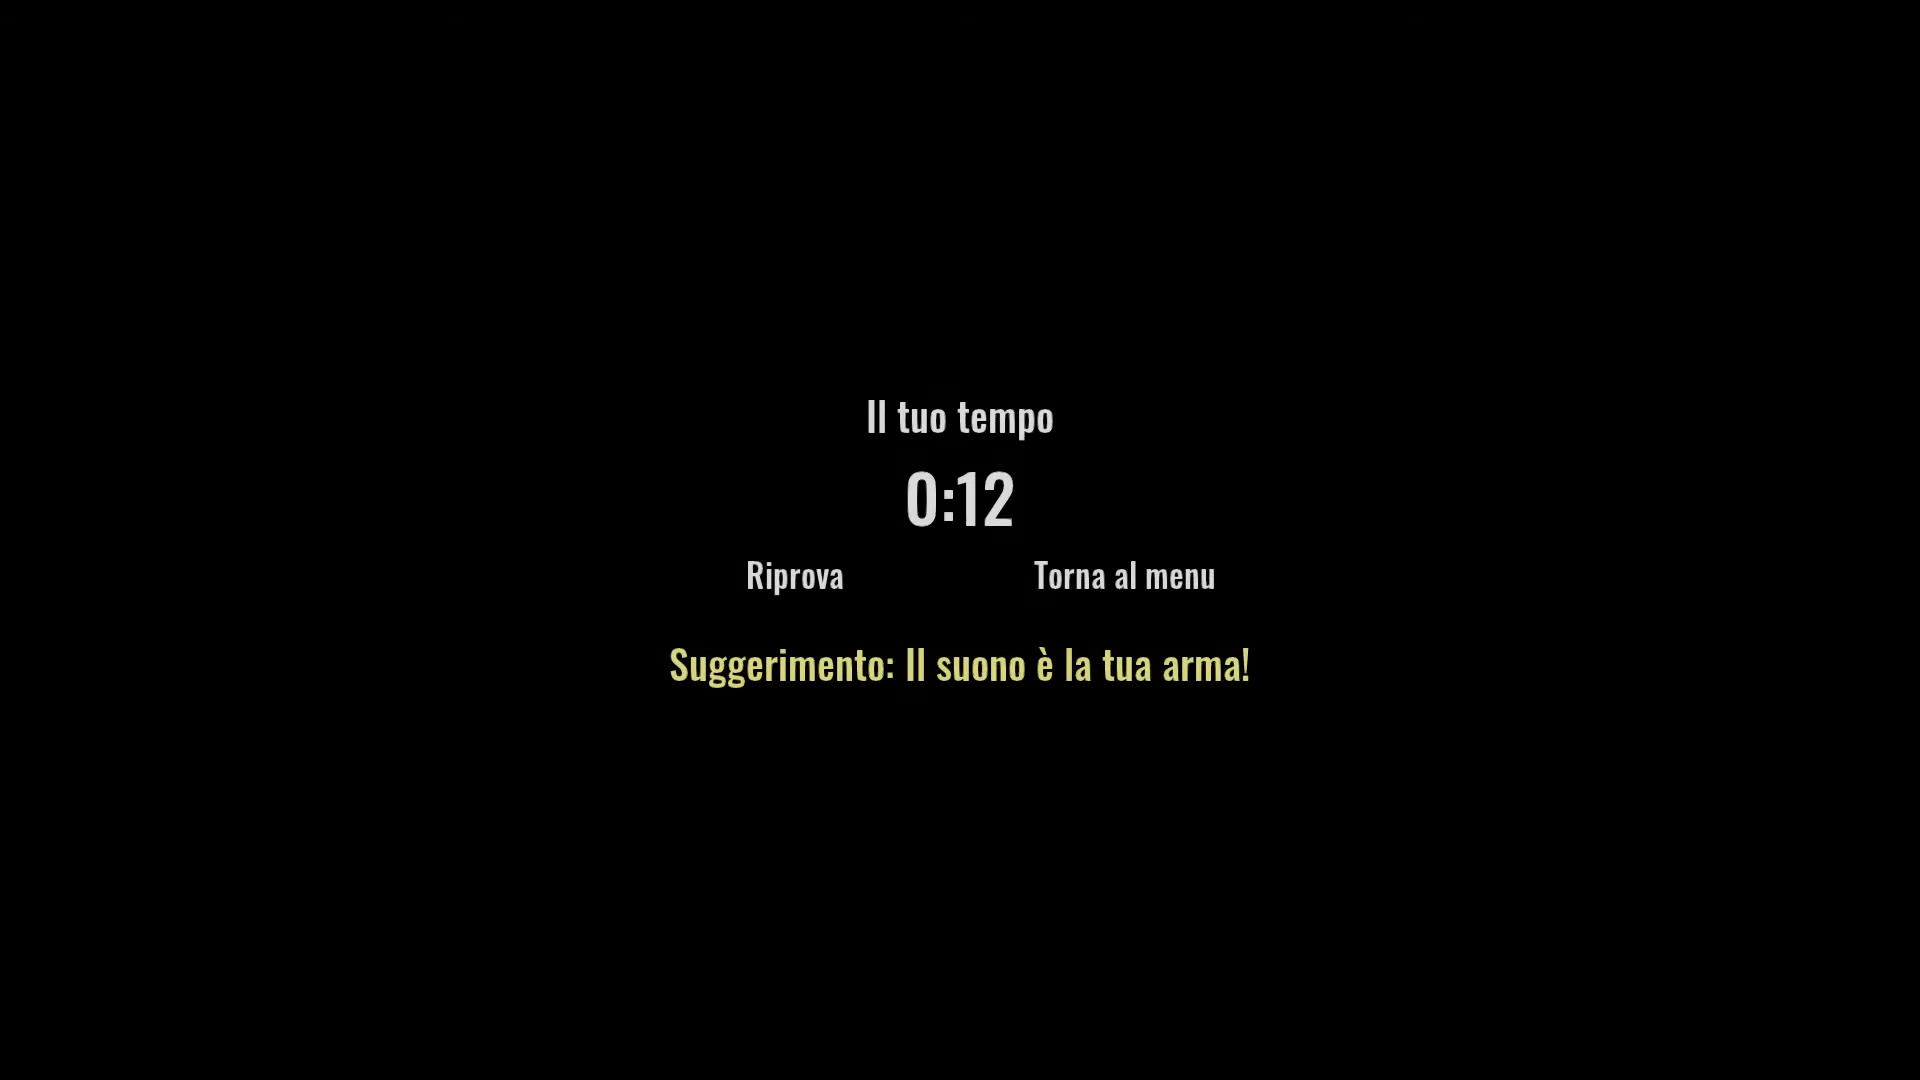 Il tuo tempo
0:12
Riprova Torna al menu
Suggerimento: Il suono è la tua arma!